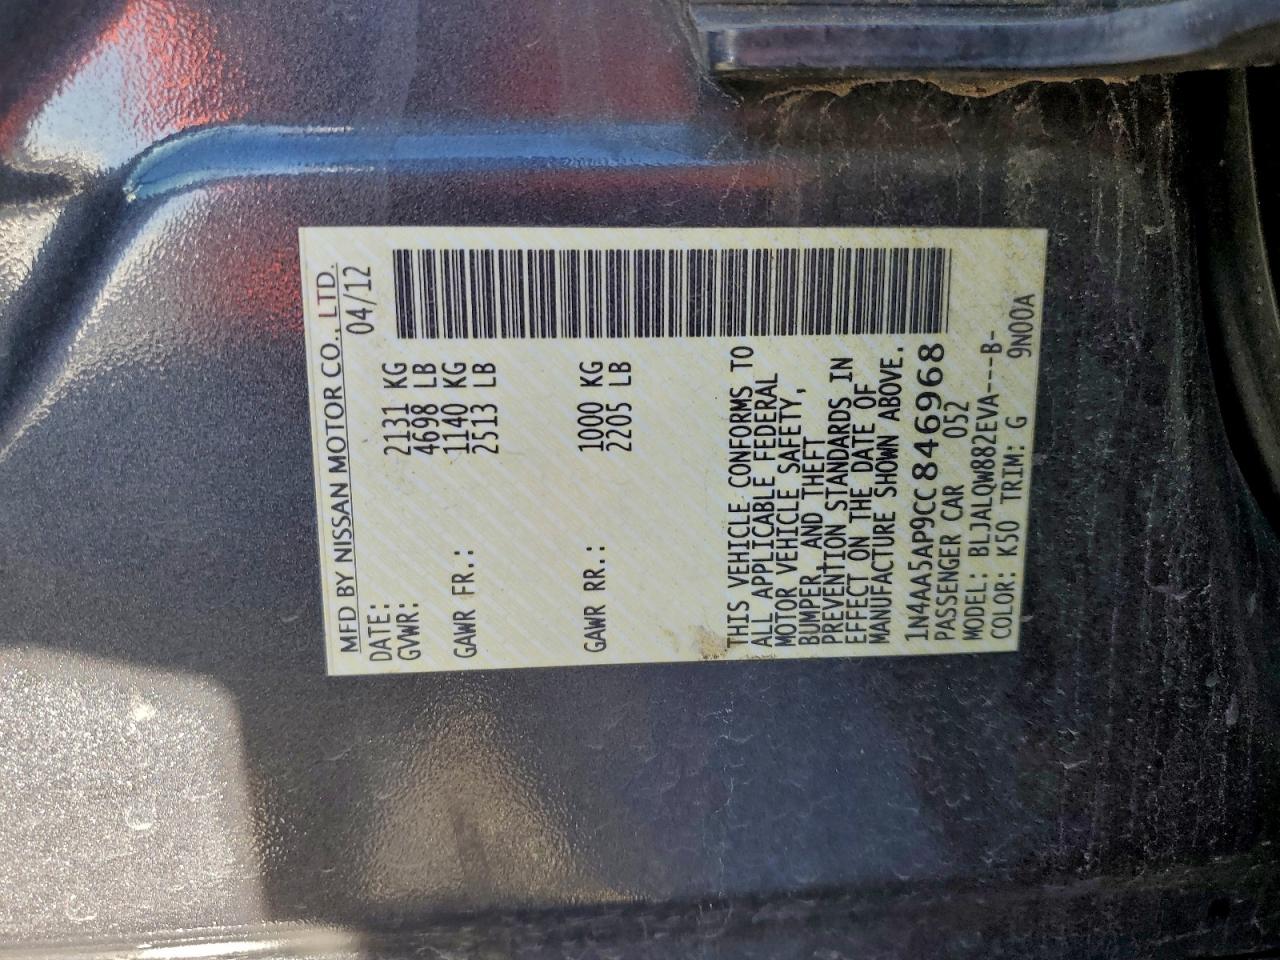 MFD BY NISSAN MOTOR CO., LTD.
DATE: 04/12
GVWR: 2131 KG
4698 LB
GAWR FR.: 1140 KG
2513 LB
GAWR RR.: 1000 KG
2205 LB
THIS VEHICLE CONFORMS TO
ALL APPLICABLE FEDERAL
MOTOR VEHICLE SAFETY,
BUMPER, AND THEFT
PREVENTION STANDARDS IN
EFFECT ON THE DATE OF
MANUFACTURE SHOWN ABOVE.
1N4AA5AP9CC846968
PASSENGER CAR 052
MODEL: BLJALQW882EVA---B-
COLOR: K50 TRIM: G 9N00A